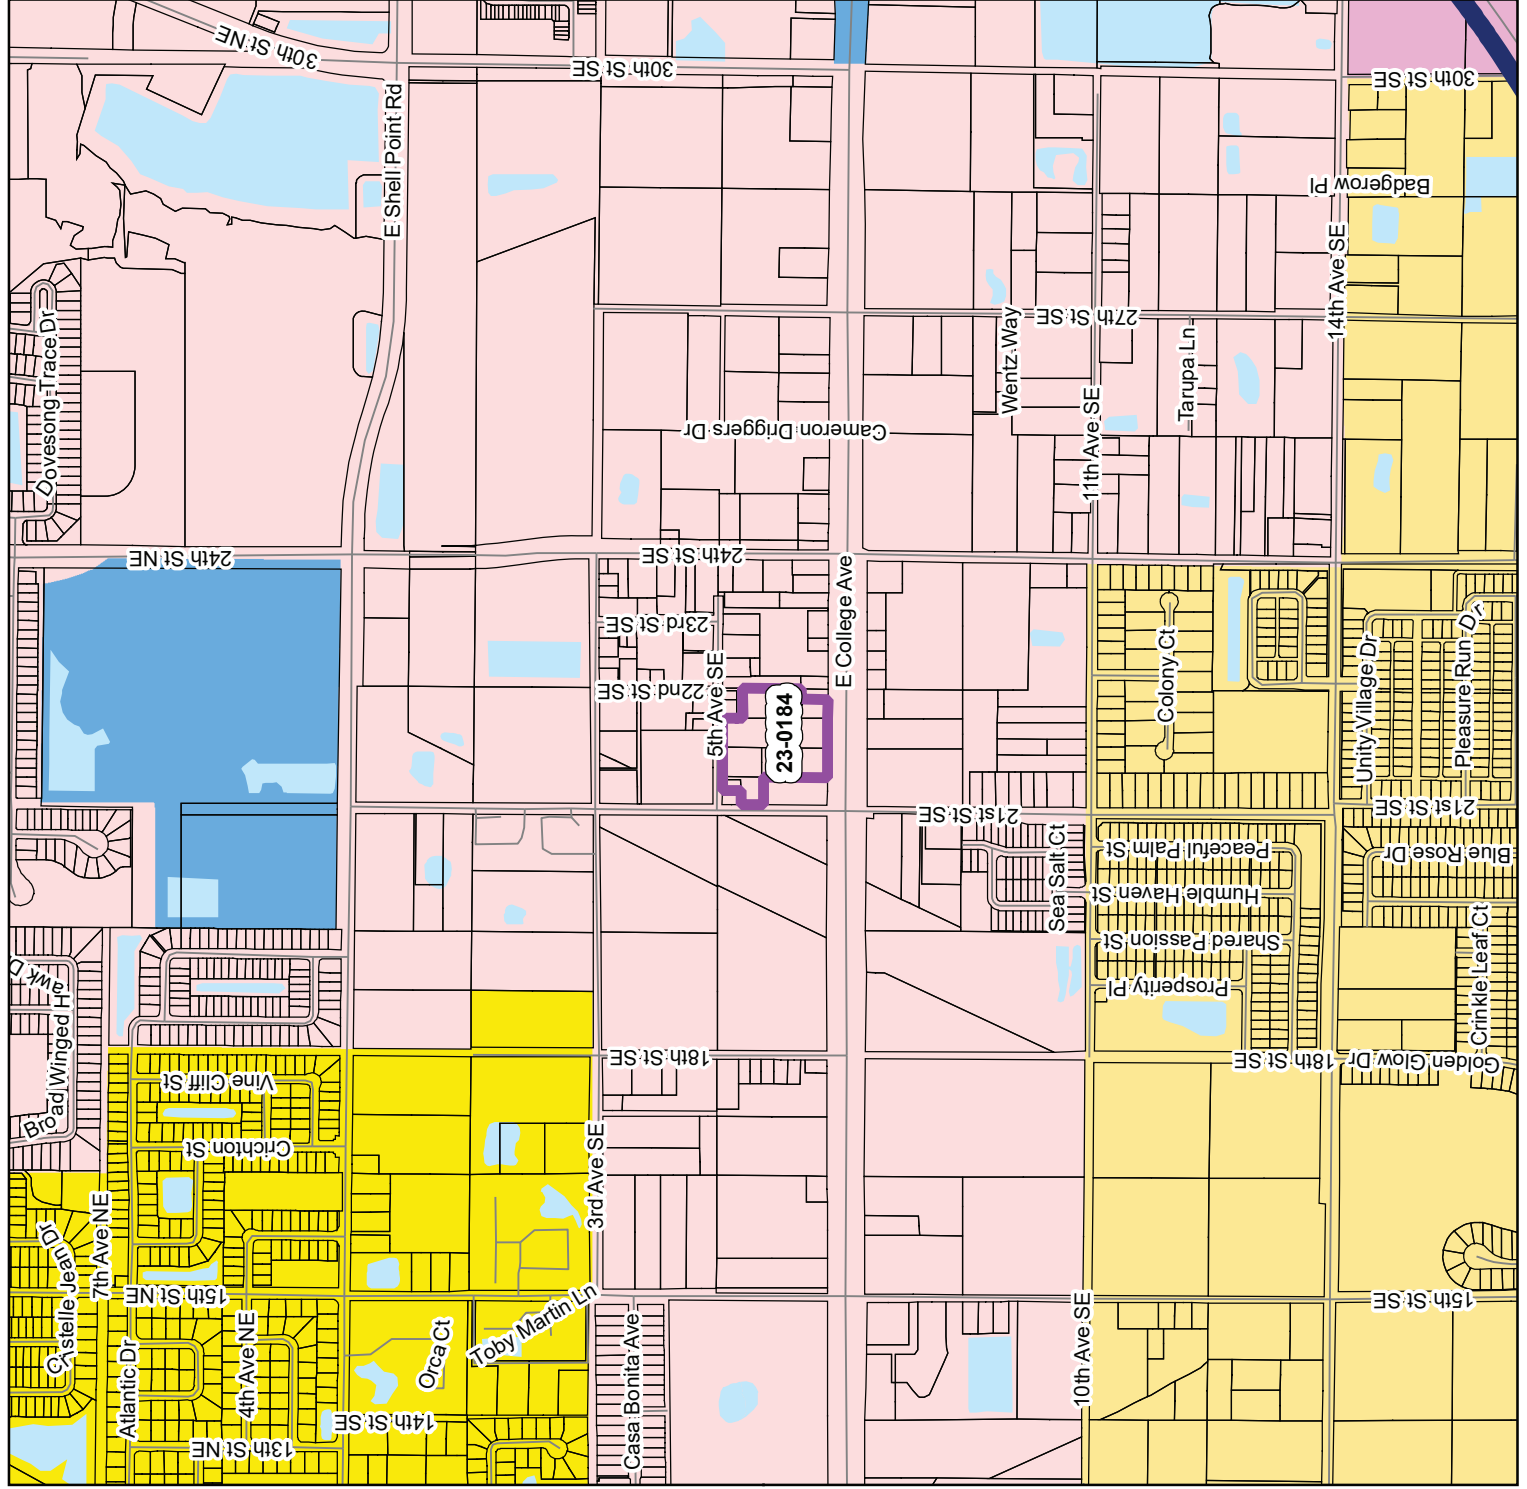 30th St NE
30th St SE
30th St SE
E Shell Point Rd
Badgerow Pl
14th Ave SE
27th St SE
Dovesong Trace Dr
Wentz Way
Tarupa Ln
Cameron Driggers Dr
11th Ave SE
24th St NE
24th St SE
E College Ave
23rd St SE
22nd St SE
5th Ave SE
23-0184
Colony Ct
Unity Village Dr
Pleasure Run Dr
21st St SE
21st St SE
Sea Salt Ct
Peaceful Palm St
Blue Rose Dr
Humble Haven St
Shared Passion St
Prosperity Pl
Crinkle Leaf Ct
Broad Winged Hawk D
18th St SE
18th St SE
Golden Glow Dr
Vine Cliff St
Crichton St
3rd Ave SE
7th Ave NE
Cristelle Jean Dr
15th St NE
15th St SE
Toby Martin Ln
10th Ave SE
Atlantic Dr
4th Ave NE
Orca Ct
Casa Bonita Ave
14th St SE
13th St NE